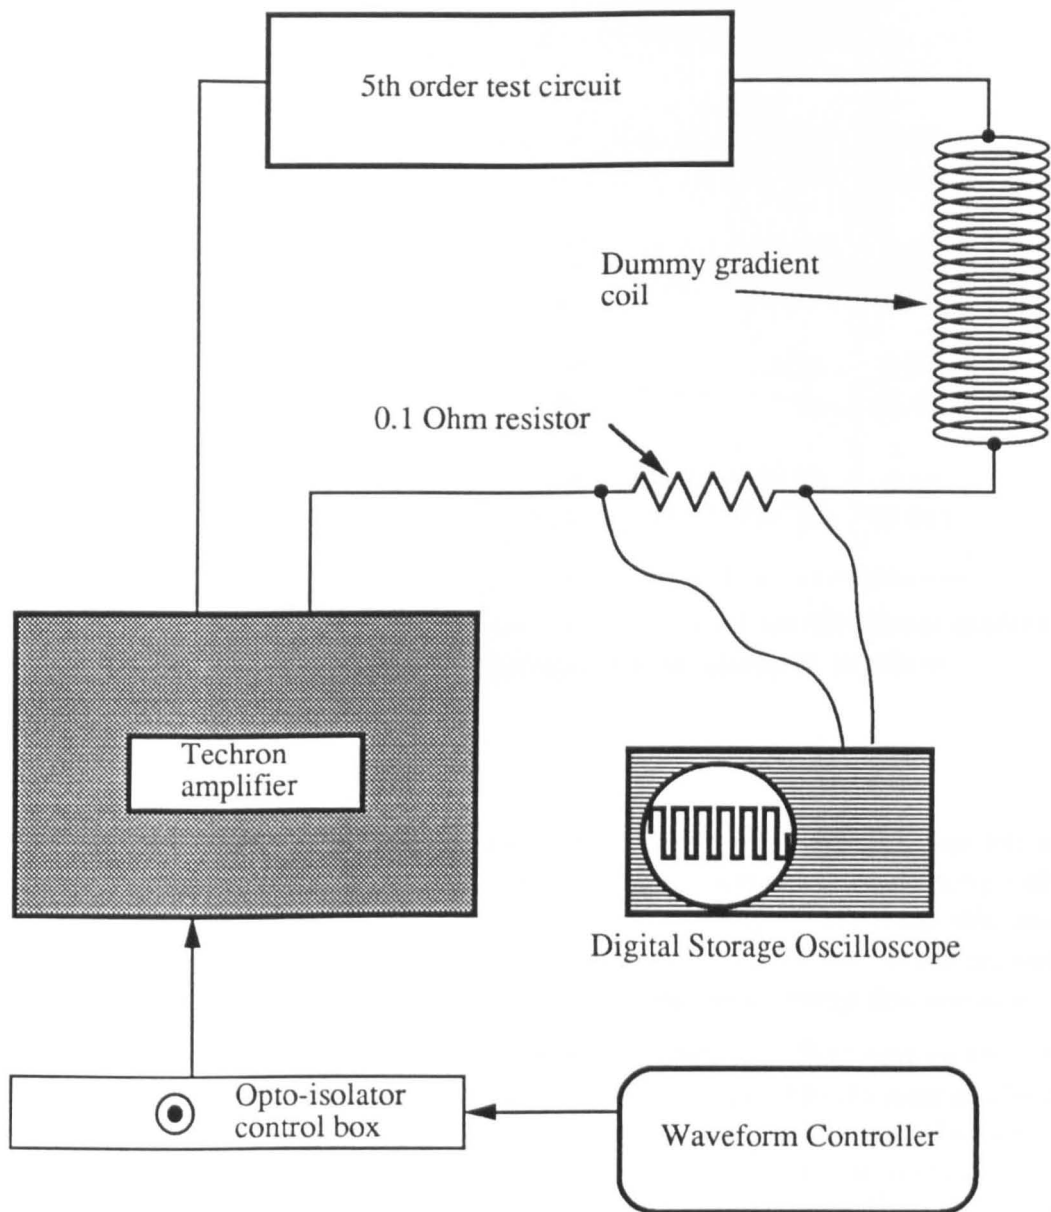 5th order test circuit
Dummy gradient
coil
0.1 Ohm resistor
Techron
amplifier
Digital Storage Oscilloscope
Opto-isolator
control box
Waveform Controller